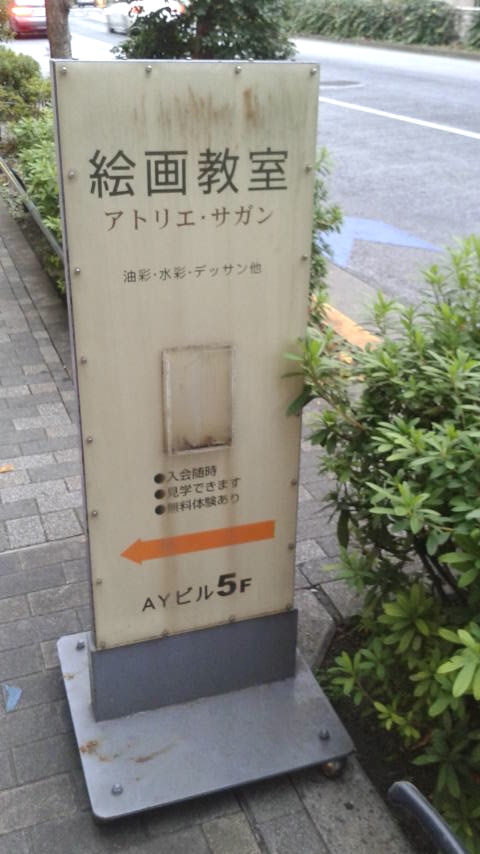 絵画教室
アトリエ・サガン
油彩・水彩・デッサン他
●入会随時
●見学できます
●無料体験あり
AYビル5F